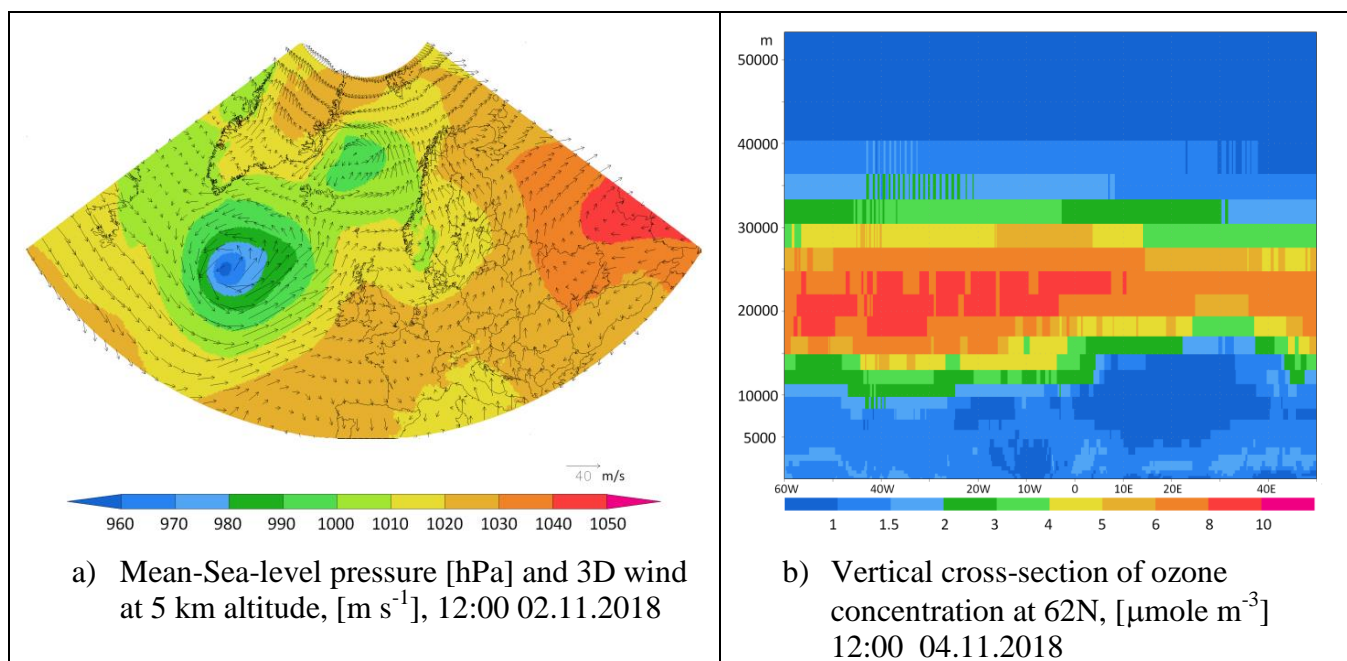 40 m/s
960 970 980 990 1000 1010 1020 1030 1040 1050
a) Mean-Sea-level pressure [hPa] and 3D wind
at 5 km altitude, [m s-1], 12:00 02.11.2018
m
50000
40000
30000
20000
10000
5000
60W 40W 20W 10W 0 10E 20E 40E
1 1.5 2 3 4 5 6 8 10
b) Vertical cross-section of ozone
concentration at 62N, [µmole m-3]
12:00 04.11.2018